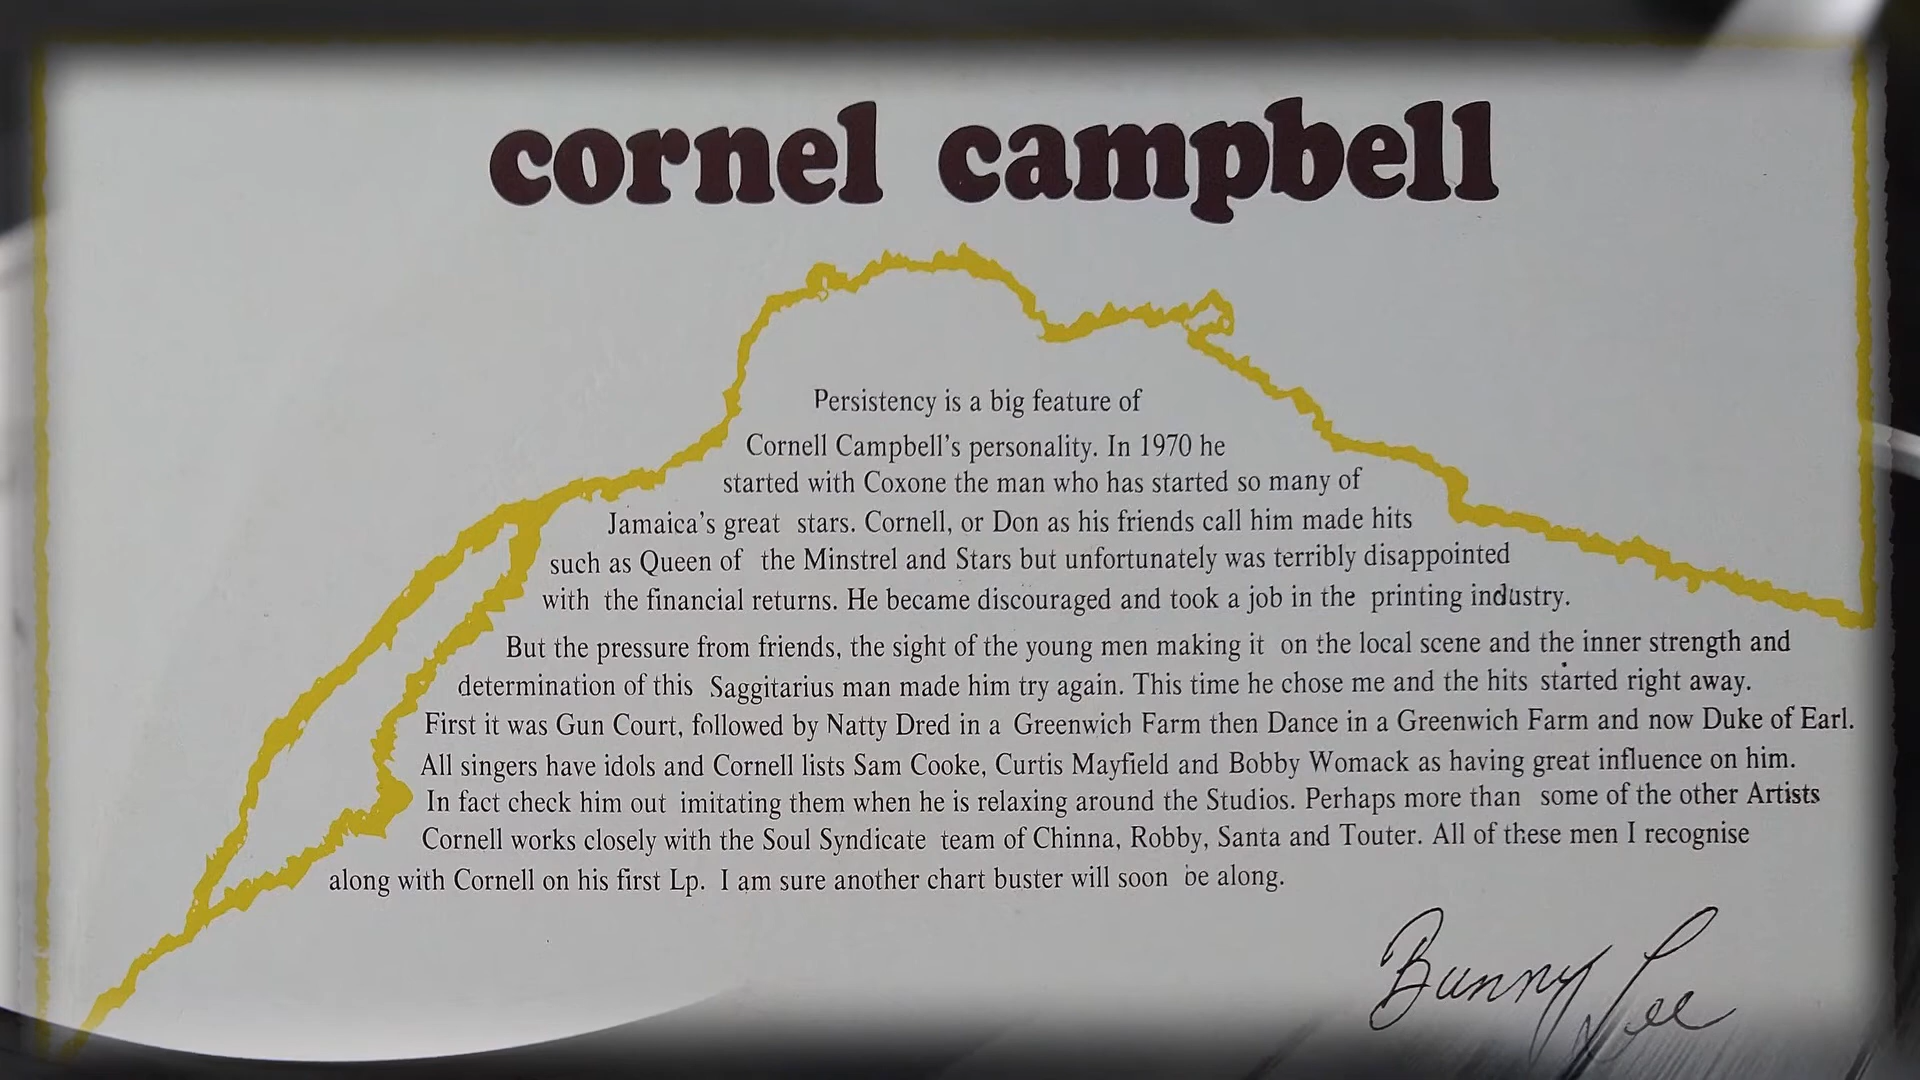 cornel campbell
Persistency is a big feature of
Cornell Campbell's personality. In 1970 he
started with Coxone the man who has started so many of
Jamaica's great stars. Cornell, or Don as his friends call him made hits
such as Queen of the Minstrel and Stars but unfortunately was terribly disappointed
with the financial returns. He became discouraged and took a job in the printing industry.
But the pressure from friends, the sight of the young men making it on the local scene and the inner strength and
determination of this Saggitarius man made him try again. This time he chose me and the hits started right away.
First it was Gun Court, followed by Natty Dred in a Greenwich Farm then Dance in a Greenwich Farm and now Duke of Earl.
All singers have idols and Cornell lists Sam Cooke, Curtis Mayfield and Bobby Womack as having great influence on him.
In fact check him out imitating them when he is relaxing around the Studios. Perhaps more than some of the other Artists
Cornell works closely with the Soul Syndicate team of Chinna, Robby, Santa and Touter. All of these men I recognise
along with Cornell on his first Lp. I am sure another chart buster will soon be along.
Bunny Lee